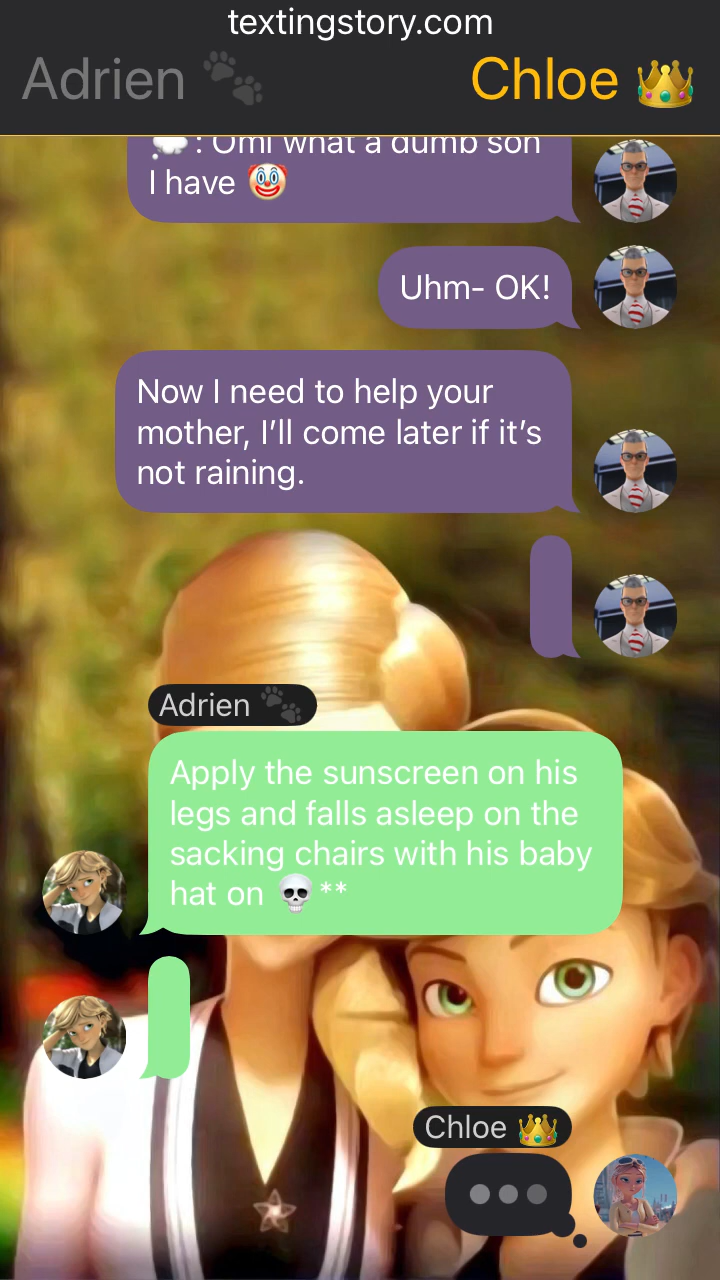 textingstory.com
Adrien 🐾 Chloe 👑
💭: Omi what a dumb son
I have 🤡
Uhm- OK!
Now I need to help your
mother, I’ll come later if it’s
not raining.
Adrien 🐾
Apply the sunscreen on his
legs and falls asleep on the
sacking chairs with his baby
hat on 💀**
Chloe 👑